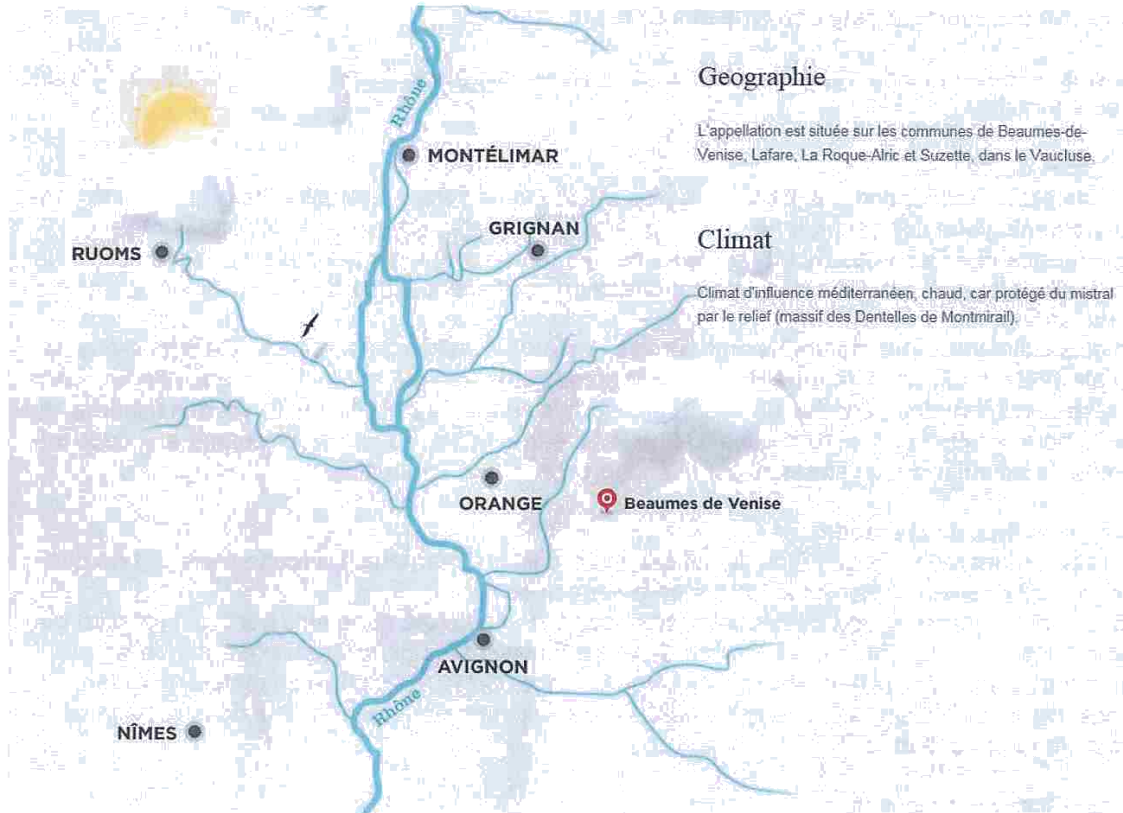 Rhône
MONTÉLIMAR
GRIGNAN
RUOMS
ORANGE
Beaumes de Venise
AVIGNON
Rhône
NÎMES
Geographie
L'appellation est située sur les communes de Beaumes-de-
Venise, Lafare, La Roque-Alric et Suzette, dans le Vaucluse.
Climat
Climat d'influence méditerranéen, chaud, car protégé du mistral
par le relief (massif des Dentelles de Montmirail).